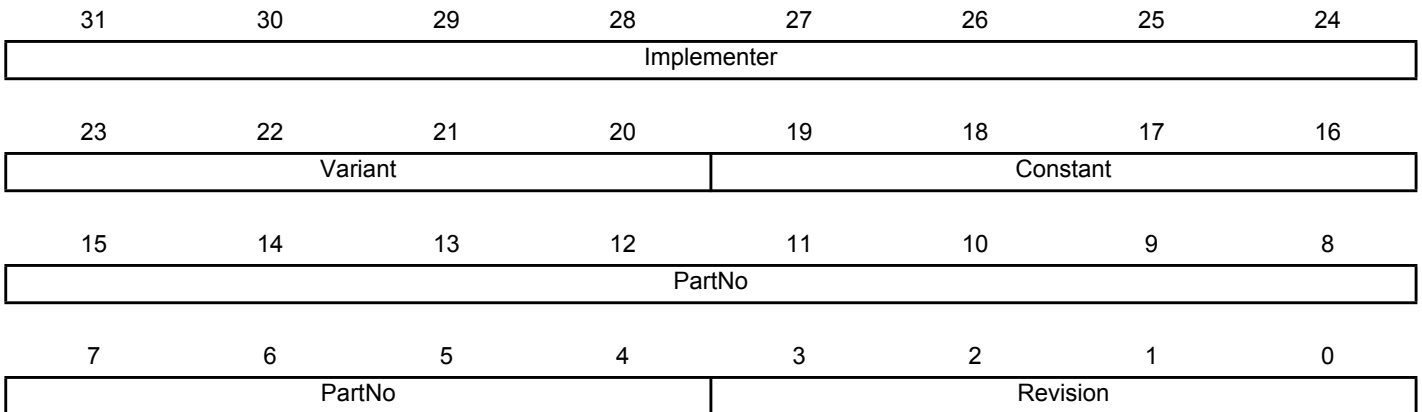 31 30 29 28 27 26 25 24
Implementer
23 22 21 20 19 18 17 16
Variant Constant
15 14 13 12 11 10 9 8
PartNo
7 6 5 4 3 2 1 0
PartNo Revision